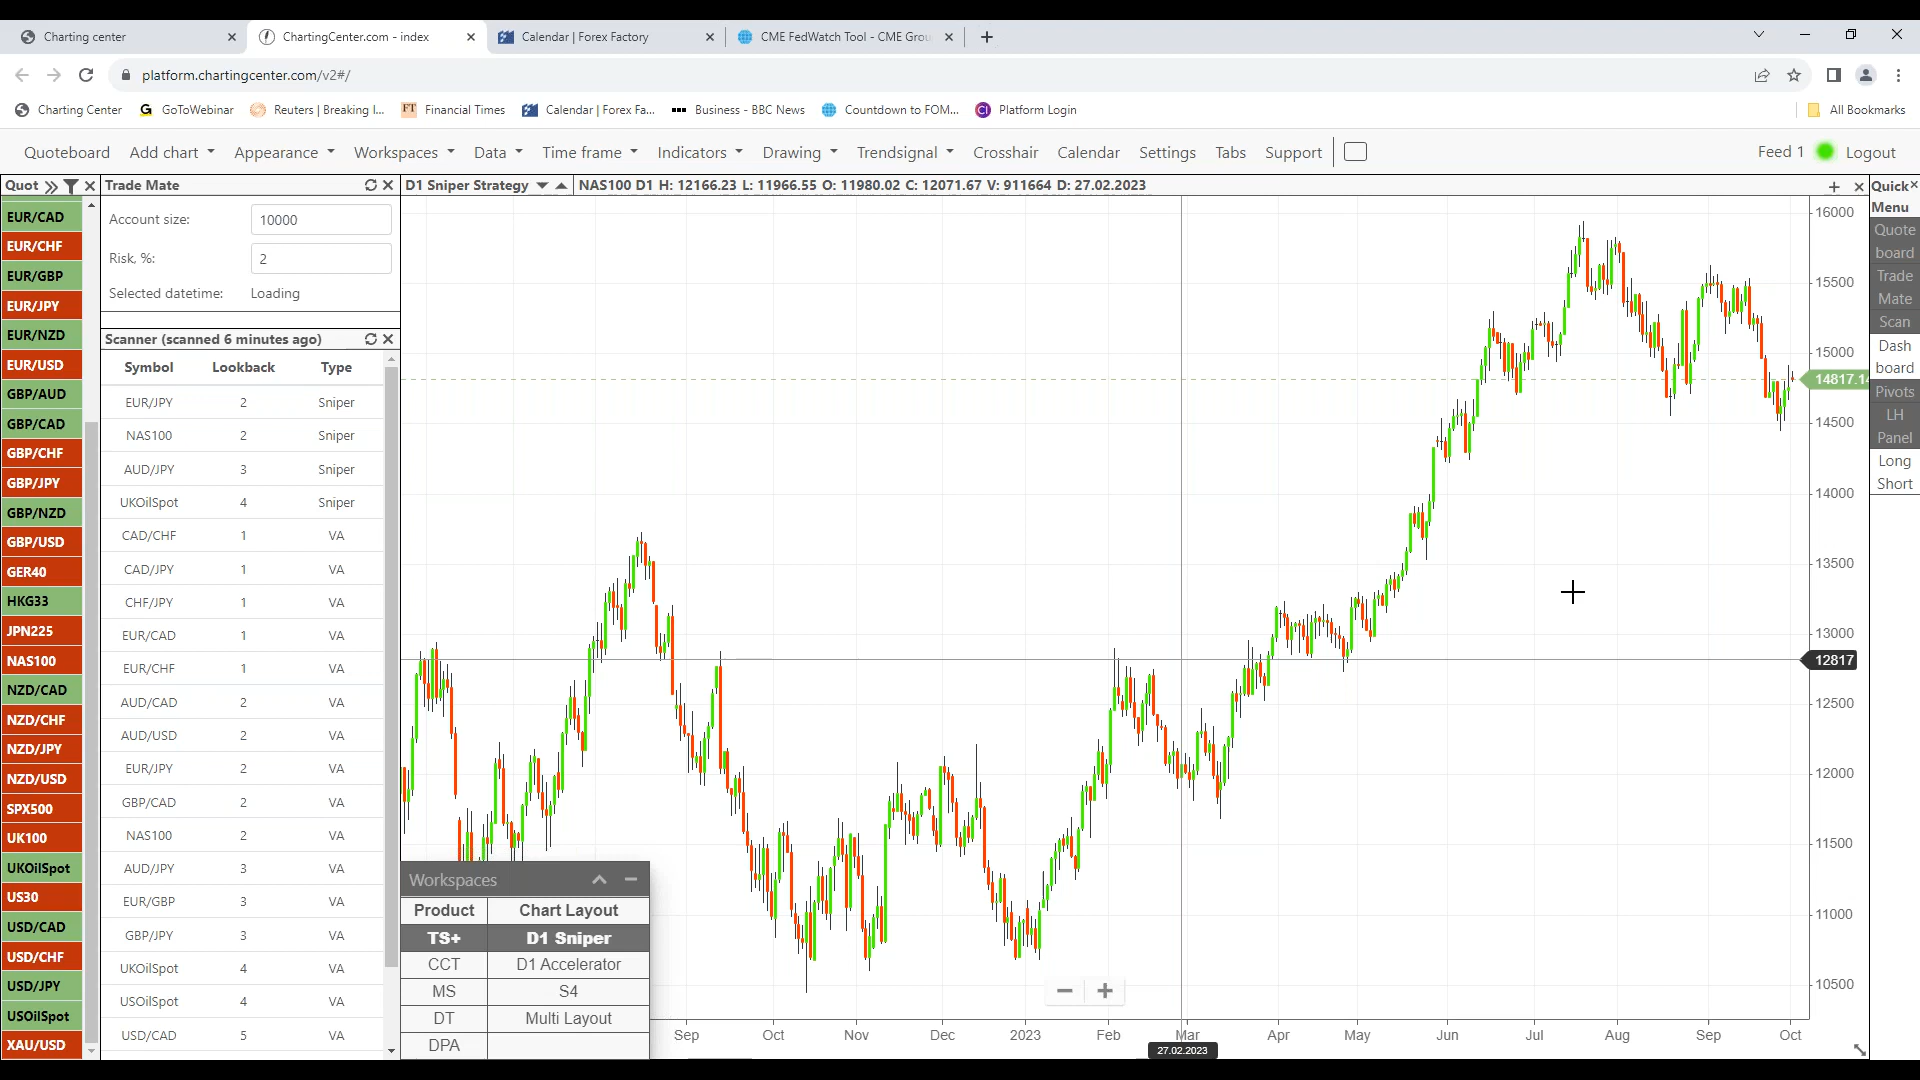 Charting center
ChartingCenter.com - index
Calendar | Forex Factory
CME FedWatch Tool - CME Grou
platform.chartingcenter.com/v2#/
Charting Center
GoToWebinar
Reuters | Breaking I...
FT Financial Times
Calendar | Forex Fa...
Business - BBC News
Countdown to FOM...
Platform Login
All Bookmarks
Quoteboard Add chart Appearance Workspaces Data Time frame Indicators Drawing Trendsignal Crosshair Calendar Settings Tabs Support
Feed 1 Logout
Quot
EUR/CAD
EUR/CHF
EUR/GBP
EUR/JPY
EUR/NZD
EUR/USD
GBP/AUD
GBP/CAD
GBP/CHF
GBP/JPY
GBP/NZD
GBP/USD
GER40
HKG33
JPN225
NAS100
NZD/CAD
NZD/CHF
NZD/JPY
NZD/USD
SPX500
UK100
UKOilSpot
US30
USD/CAD
USD/CHF
USD/JPY
USOilSpot
XAU/USD
Trade Mate
Account size: 10000
Risk, %: 2
Selected datetime: Loading
Scanner (scanned 6 minutes ago)
Symbol Lookback Type
EUR/JPY 2 Sniper
NAS100 2 Sniper
AUD/JPY 3 Sniper
UKOilSpot 4 Sniper
CAD/CHF 1 VA
CAD/JPY 1 VA
CHF/JPY 1 VA
EUR/CAD 1 VA
EUR/CHF 1 VA
AUD/CAD 2 VA
AUD/USD 2 VA
EUR/JPY 2 VA
GBP/CAD 2 VA
NAS100 2 VA
AUD/JPY 3 VA
EUR/GBP 3 VA
GBP/JPY 3 VA
UKOilSpot 4 VA
USOilSpot 4 VA
USD/CAD 5 VA
D1 Sniper Strategy
NAS100 D1 H: 12166.23 L: 11966.55 O: 11980.02 C: 12071.67 V: 911664 D: 27.02.2023
16000
15500
15000
14817.14
14500
14000
13500
13000
12817
12500
12000
11500
11000
10500
Workspaces
Product Chart Layout
TS+ D1 Sniper
CCT D1 Accelerator
MS S4
DT Multi Layout
DPA
Sep Oct Nov Dec 2023 Feb Mar Apr May Jun Jul Aug Sep Oct
27.02.2023
Quick
Menu
Quote
board
Trade
Mate
Scan
Dash
board
Pivots
LH
Panel
Long
Short